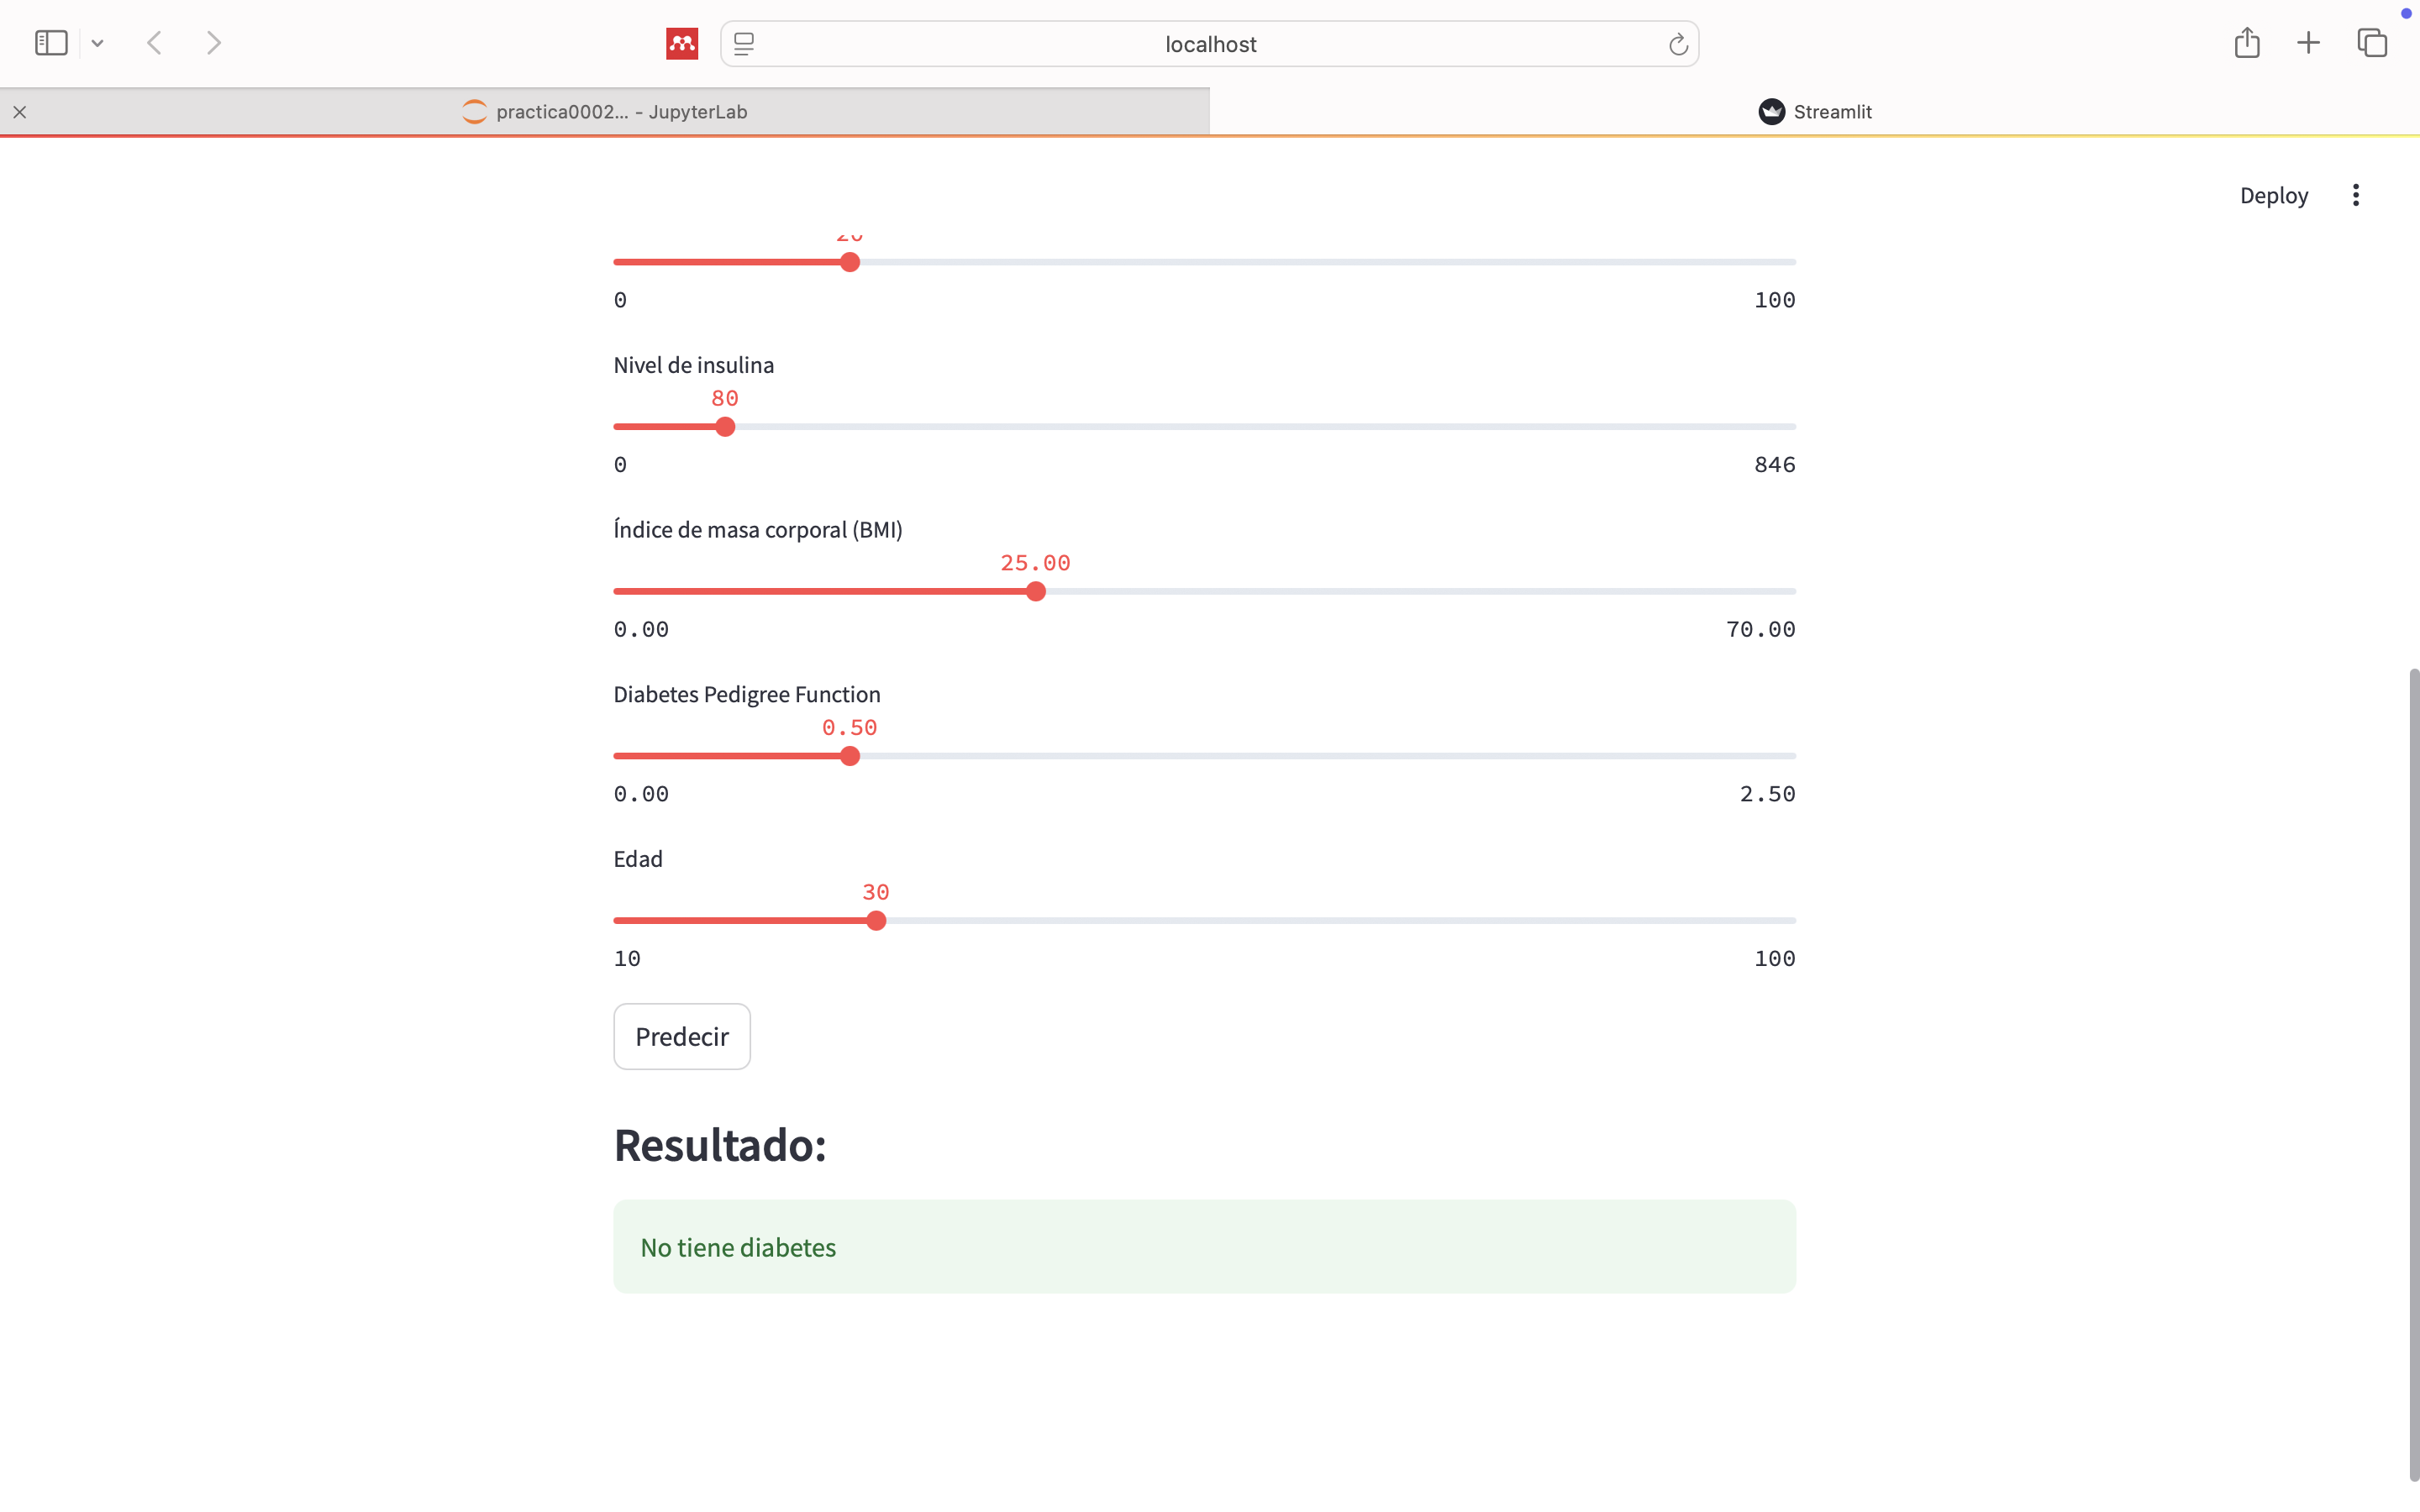 localhost
practica0002... - JupyterLab
Streamlit
Deploy
0 100
Nivel de insulina
80
0 846
Índice de masa corporal (BMI)
25.00
0.00 70.00
Diabetes Pedigree Function
0.50
0.00 2.50
Edad
30
10 100
Predecir
Resultado:
No tiene diabetes